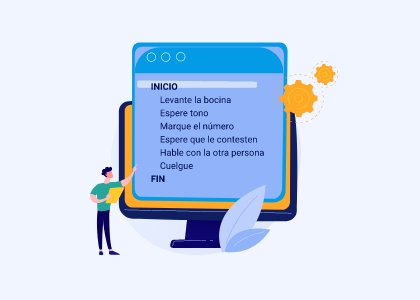 INICIO
Levante la bocina
Espere tono
Marque el número
Espere que le contesten
Hable con la otra persona
Cuelgue
FIN